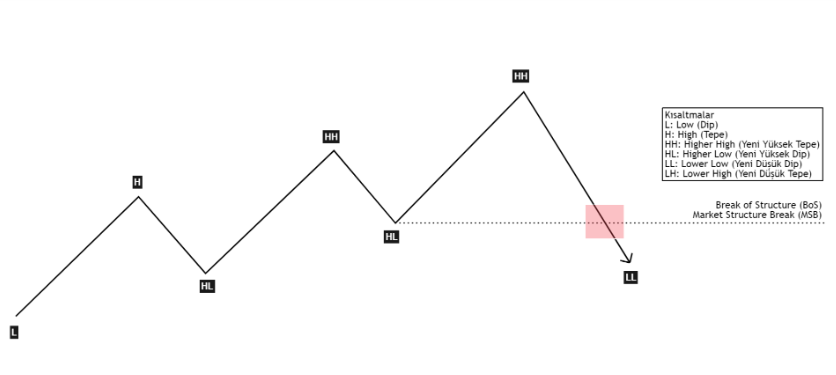 HH
Kısaltmalar
L: Low (Dip)
H: High (Tepe)
HH: Higher High (Yeni Yüksek Tepe)
HL: Higher Low (Yeni Yüksek Dip)
LL: Lower Low (Yeni Düşük Dip)
LH: Lower High (Yeni Düşük Tepe)
HH
H
Break of Structure (BoS)
Market Structure Break (MSB)
HL
LL
HL
L